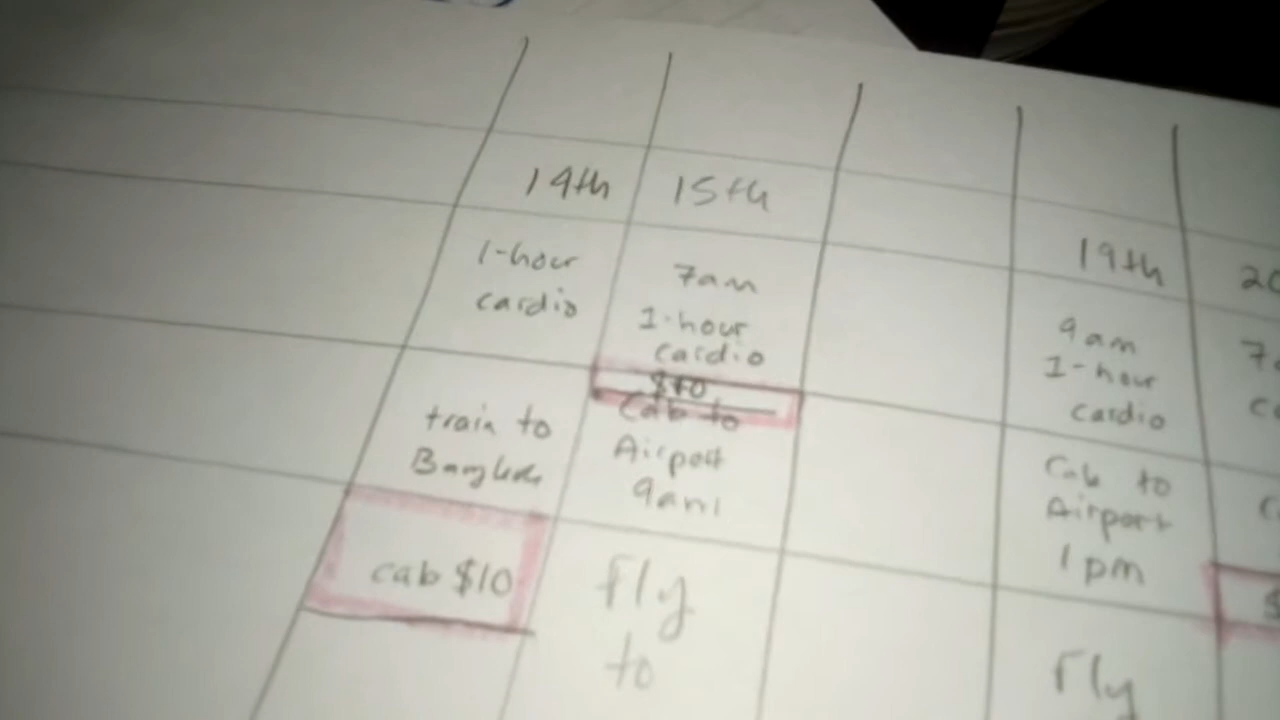 14th
1-hour
cardio
train to
Bangkok
cab $10
15th
7am
1-hour
cardio
$10
Cab to
Airport
9am
Fly
to
19th
9am
1-hour
cardio
Cab to
Airport
1pm
Fly